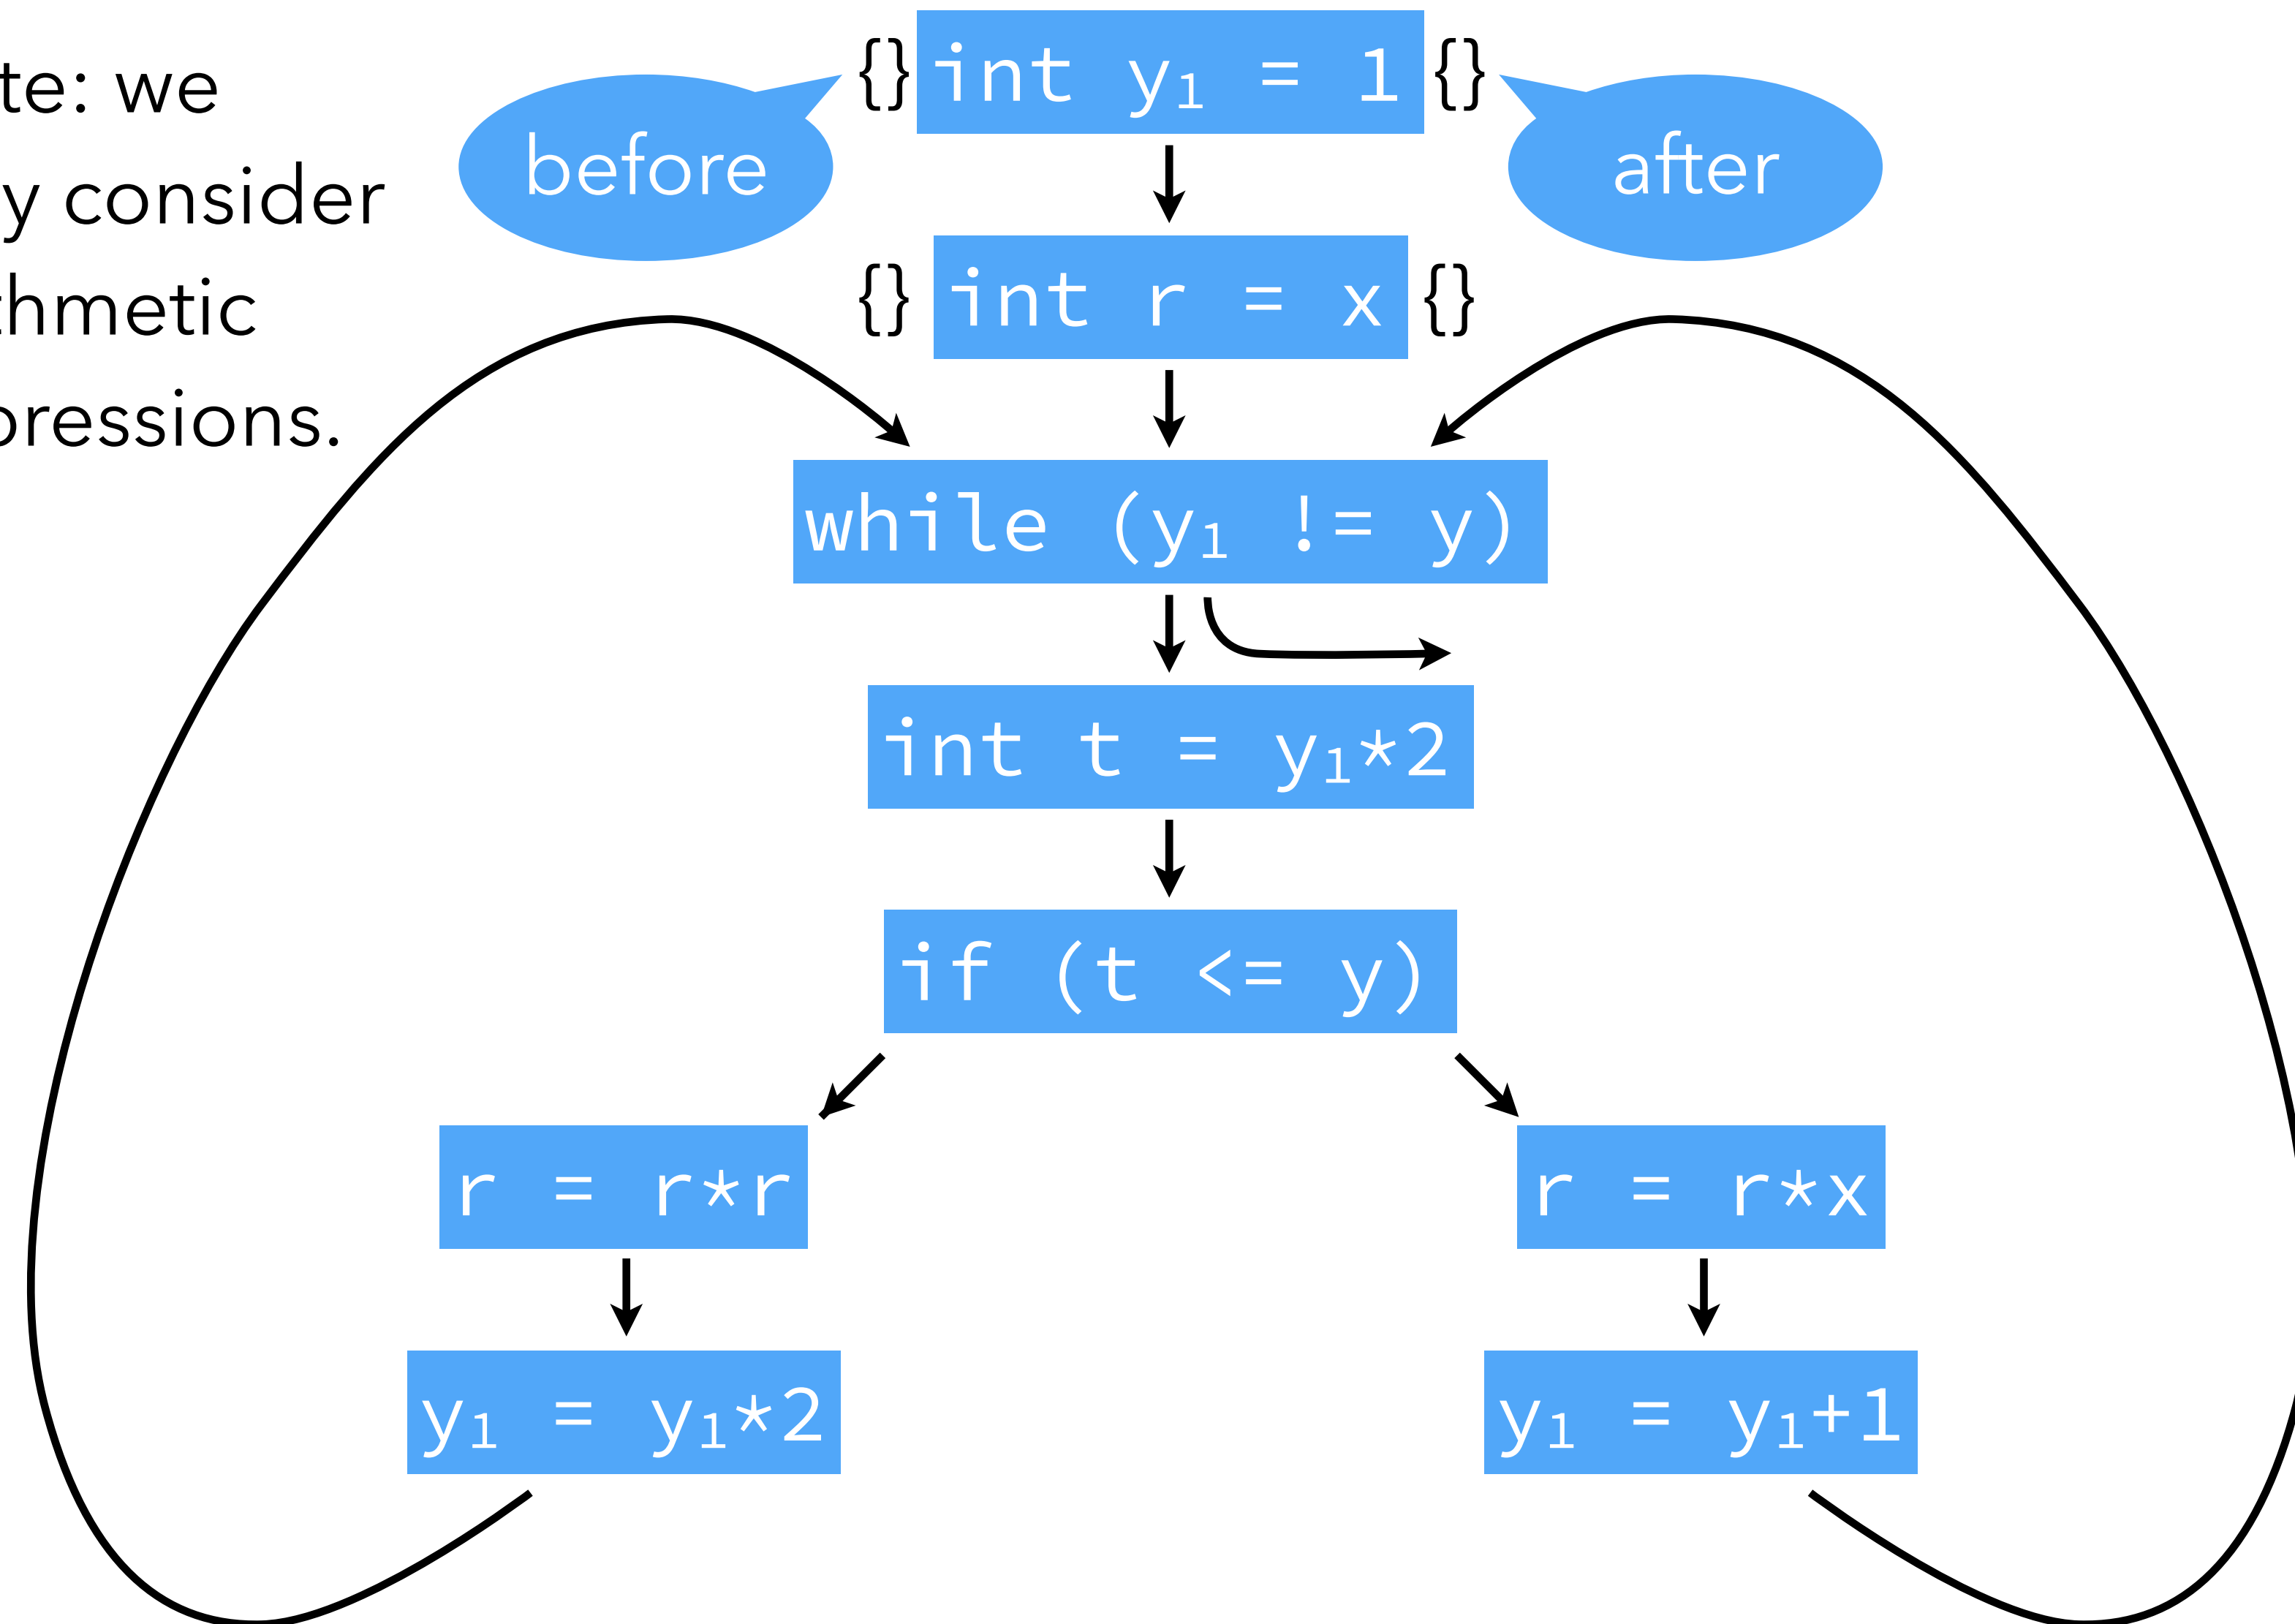 te: we
y consider
hmetic
ressions.
before
{} int y₁ = 1 {}
after
{} int r = x {}
while (y₁ != y)
int t = y₁*2
if (t <= y)
r = r*r
r = r*x
y₁ = y₁*2
y₁ = y₁+1